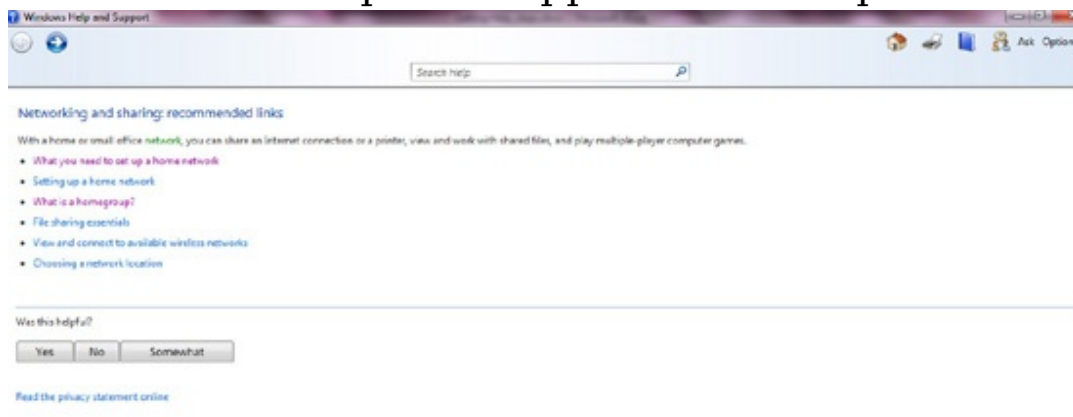 Windows Help and Support
Ask Option
Search Help
Networking and sharing: recommended links
With a home or small office network, you can share an Internet connection or a printer, view and work with shared files, and play multiple-player computer games.
• What you need to set up a home network
• Setting up a home network
• What is a homegroup?
• File sharing essentials
• View and connect to available wireless networks
• Choosing a network location
Was this helpful?
Yes No Somewhat
Read the privacy statement online